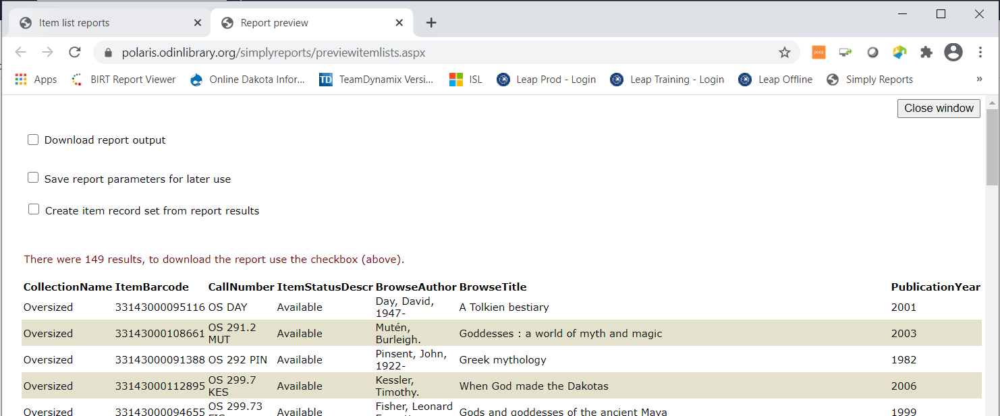 Item list reports
Report preview
polaris.odinlibrary.org/simplyreports/previewitemlists.aspx
pexip
Apps BIRT Report Viewer Online Dakota Infor... TD TeamDynamix Versi... ISL Leap Prod - Login Leap Training - Login Leap Offline Simply Reports »
Close window
Download report output
Save report parameters for later use
Create item record set from report results
There were 149 results, to download the report use the checkbox (above).
CollectionName ItemBarcode CallNumber ItemStatusDescr BrowseAuthor BrowseTitle PublicationYear
Oversized 33143000095116 OS DAY Available Day, David, 1947- A Tolkien bestiary 2001
Oversized 33143000108661 OS 291.2 MUT Available Mutén, Burleigh. Goddesses : a world of myth and magic 2003
Oversized 33143000091388 OS 292 PIN Available Pinsent, John, 1922- Greek mythology 1982
Oversized 33143000112895 OS 299.7 KES Available Kessler, Timothy. When God made the Dakotas 2006
Oversized 33143000094655 OS 299.73 Available Fisher, Leonard Gods and goddesses of the ancient Maya 1999